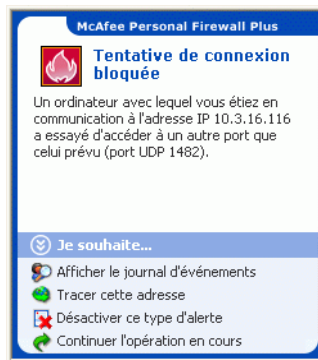 McAfee Personal Firewall Plus
Tentative de connexion
bloquée
Un ordinateur avec lequel vous étiez en
communication à l'adresse IP 10.3.16.116
a essayé d'accéder à un autre port que
celui prévu (port UDP 1482).
Je souhaite...
Afficher le journal d'événements
Tracer cette adresse
Désactiver ce type d'alerte
Continuer l'opération en cours